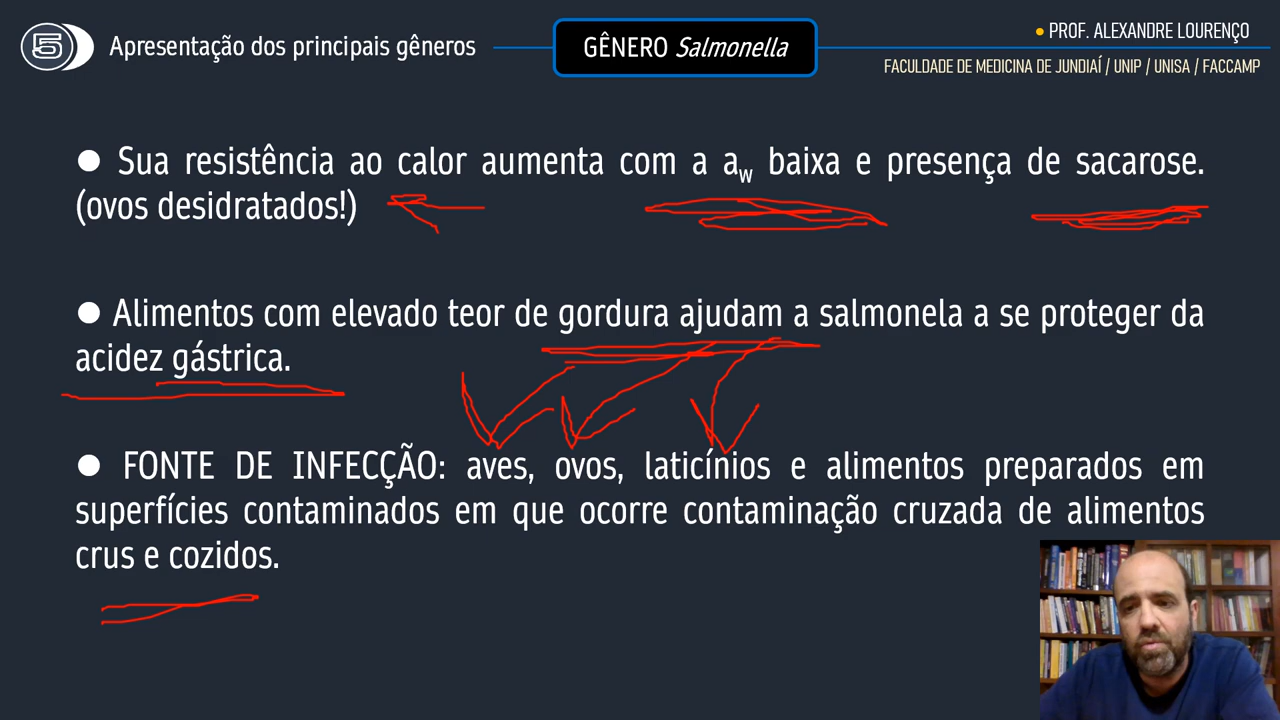 5 Apresentação dos principais gêneros
GÊNERO Salmonella
• PROF. ALEXANDRE LOURENÇO
FACULDADE DE MEDICINA DE JUNDIAÍ / UNIP / UNISA / FACCAMP
● Sua resistência ao calor aumenta com a aw baixa e presença de sacarose.
(ovos desidratados!)
● Alimentos com elevado teor de gordura ajudam a salmonela a se proteger da
acidez gástrica.
● FONTE DE INFECÇÃO: aves, ovos, laticínios e alimentos preparados em
superfícies contaminados em que ocorre contaminação cruzada de alimentos
crus e cozidos.